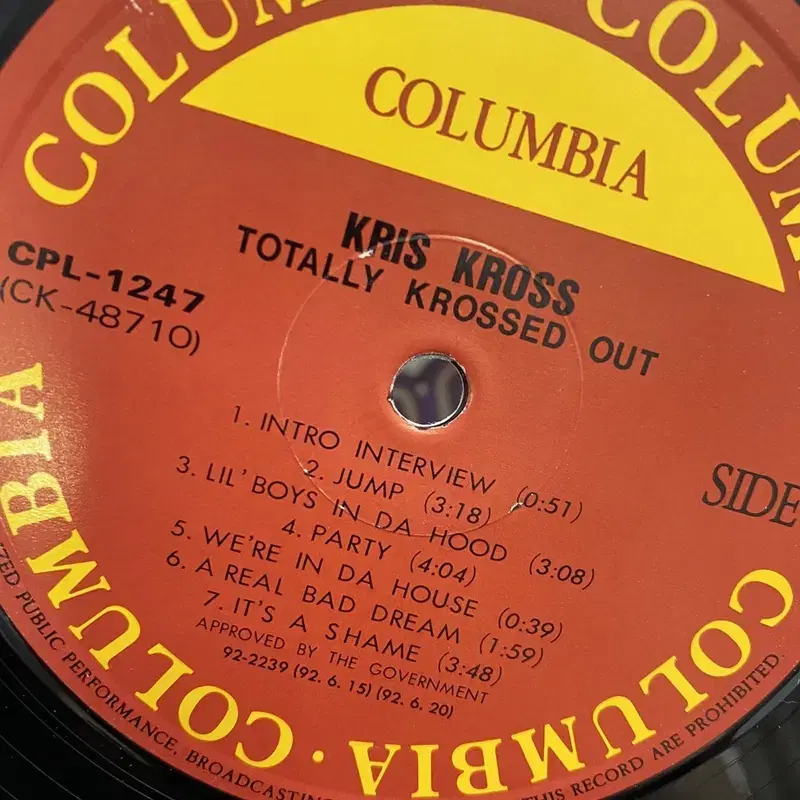 COLUMBIA
KRIS KROSS
TOTALLY KROSSED OUT
CPL-1247
(CK-48710)
SIDE
1. INTRO INTERVIEW (0:51)
2. JUMP (3:18)
3. LIL' BOYS IN DA HOOD (3:08)
4. PARTY (4:04)
5. WE'RE IN DA HOUSE (0:39)
6. A REAL BAD DREAM (1:59)
7. IT'S A SHAME (3:48)
APPROVED BY THE GOVERNMENT
92-2239 (92. 6. 15) (92. 6. 20)
COLUMBIA · COLUMBIA
COLUMBIA
PUBLIC PERFORMANCE, BROADCASTING
THIS RECORD ARE PROHIBITED.